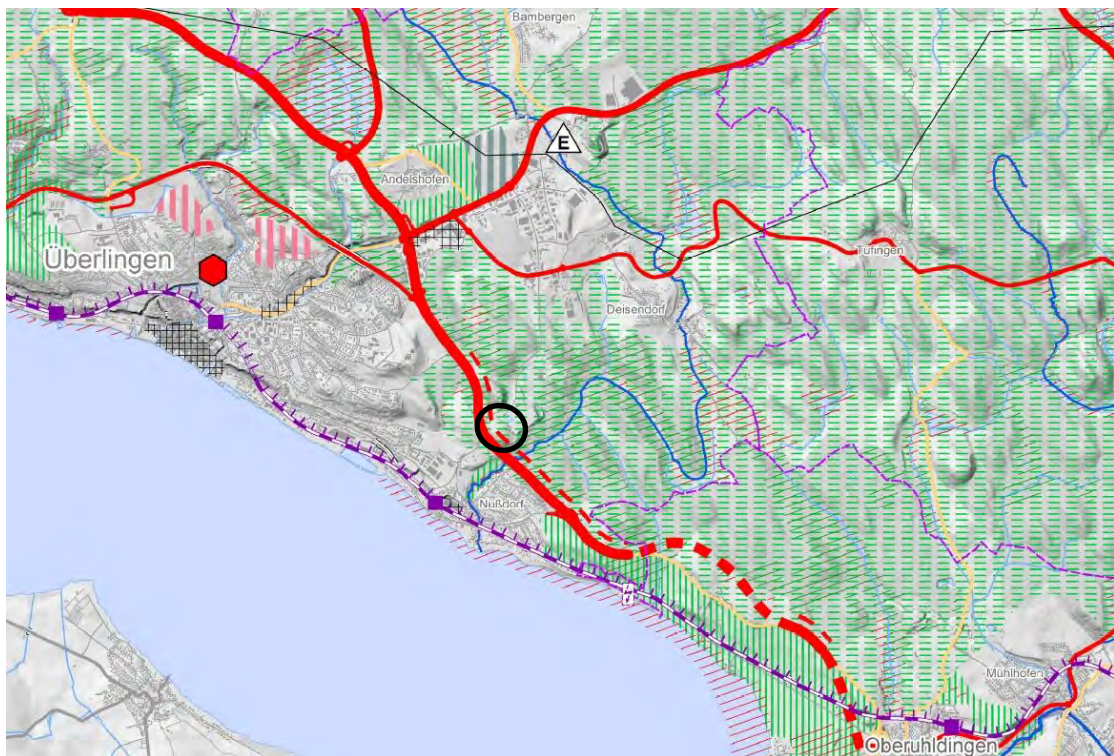 Bambergen
E
Andelshofen
Überlingen
Tüfingen
Deisendorf
Nußdorf
Mühlhofen
Oberuhldingen